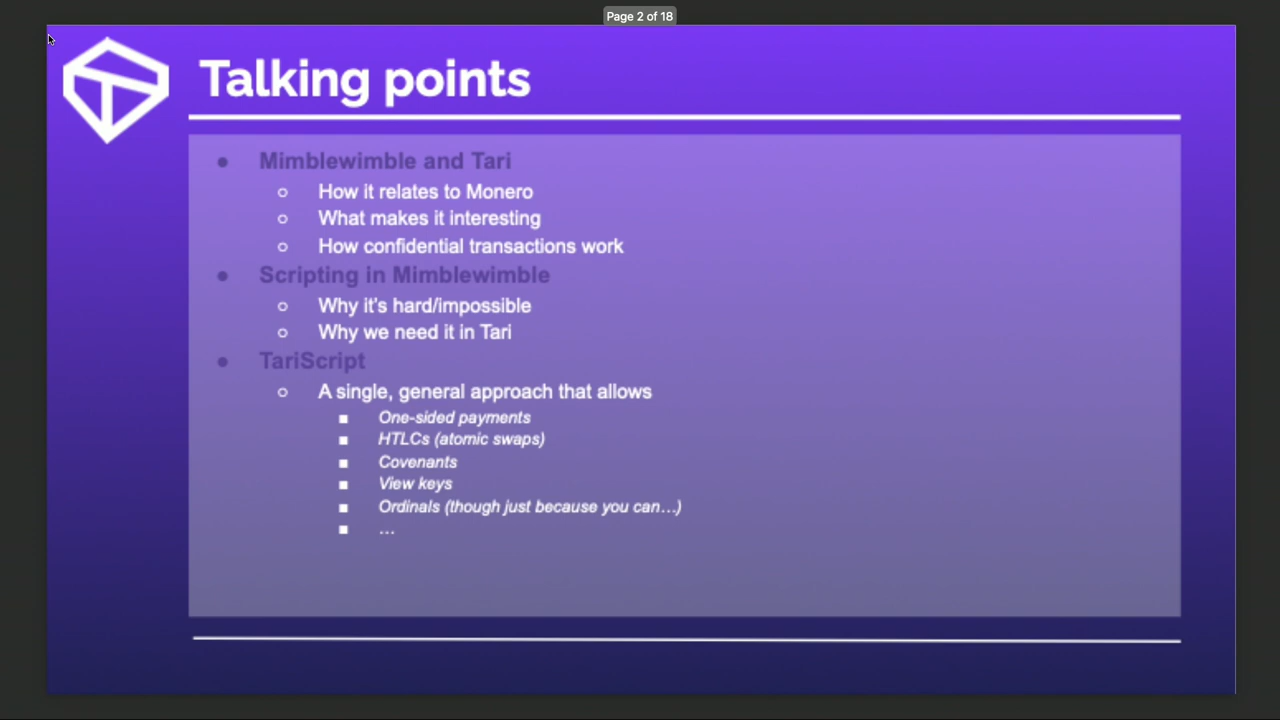 Page 2 of 18
Talking points
● Mimblewimble and Tari
○ How it relates to Monero
○ What makes it interesting
○ How confidential transactions work
● Scripting in Mimblewimble
○ Why it's hard/impossible
○ Why we need it in Tari
● TariScript
○ A single, general approach that allows
■ One-sided payments
■ HTLCs (atomic swaps)
■ Covenants
■ View keys
■ Ordinals (though just because you can…)
■ …